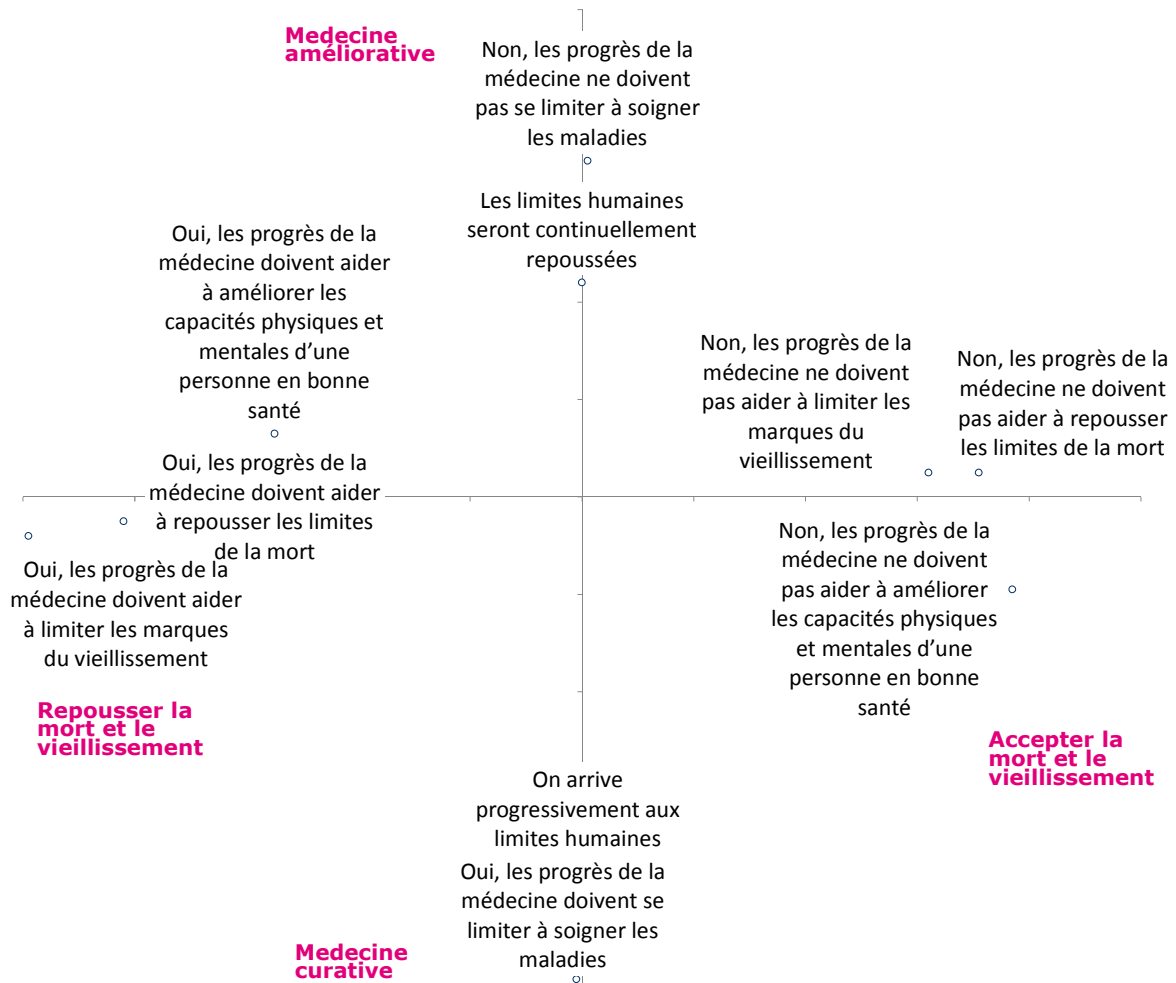 Medecine
améliorative
Non, les progrès de la
médecine ne doivent
pas se limiter à soigner
les maladies
Les limites humaines
seront continuellement
repoussées
Oui, les progrès de la
médecine doivent aider
à améliorer les
capacités physiques et
mentales d’une
personne en bonne
santé
Non, les progrès de la
médecine ne doivent
pas aider à limiter les
marques du
vieillissement
Non, les progrès de la
médecine ne doivent
pas aider à repousser
les limites de la mort
Oui, les progrès de la
médecine doivent aider
à repousser les limites
de la mort
Oui, les progrès de la
médecine doivent aider
à limiter les marques
du vieillissement
Non, les progrès de la
médecine ne doivent
pas aider à améliorer
les capacités physiques
et mentales d’une
personne en bonne
santé
Repousser la
mort et le
vieillissement
Accepter la
mort et le
vieillissement
On arrive
progressivement aux
limites humaines
Oui, les progrès de la
médecine doivent se
limiter à soigner les
maladies
Medecine
curative